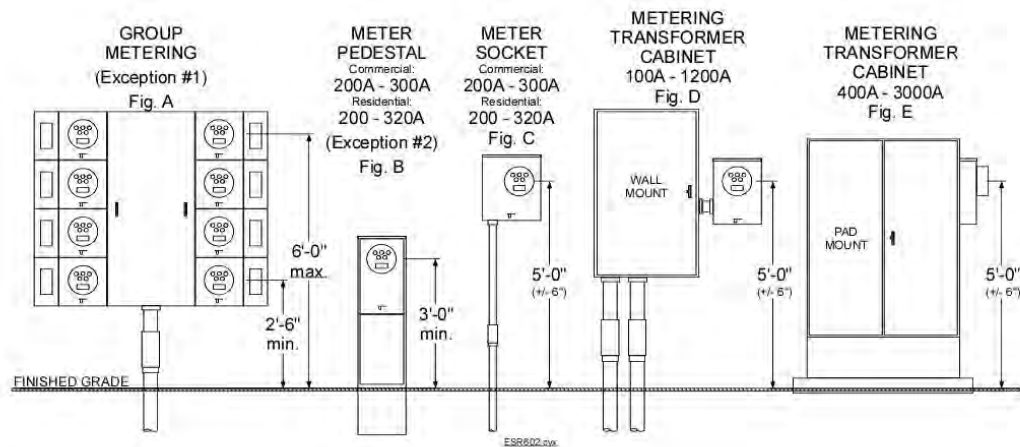 GROUP
METERING
(Exception #1)
Fig. A
6'-0"
max.
2'-6"
min.
METER
PEDESTAL
Commercial:
200A - 300A
Residential:
200 - 320A
(Exception #2)
Fig. B
3'-0"
min.
METER
SOCKET
Commercial:
200A - 300A
Residential:
200 - 320A
Fig. C
5'-0"
(+/- 6")
METERING
TRANSFORMER
CABINET
100A - 1200A
Fig. D
WALL
MOUNT
5'-0"
(+/- 6")
METERING
TRANSFORMER
CABINET
400A - 3000A
Fig. E
PAD
MOUNT
5'-0"
(+/- 6")
FINISHED GRADE
ESR602.cvx